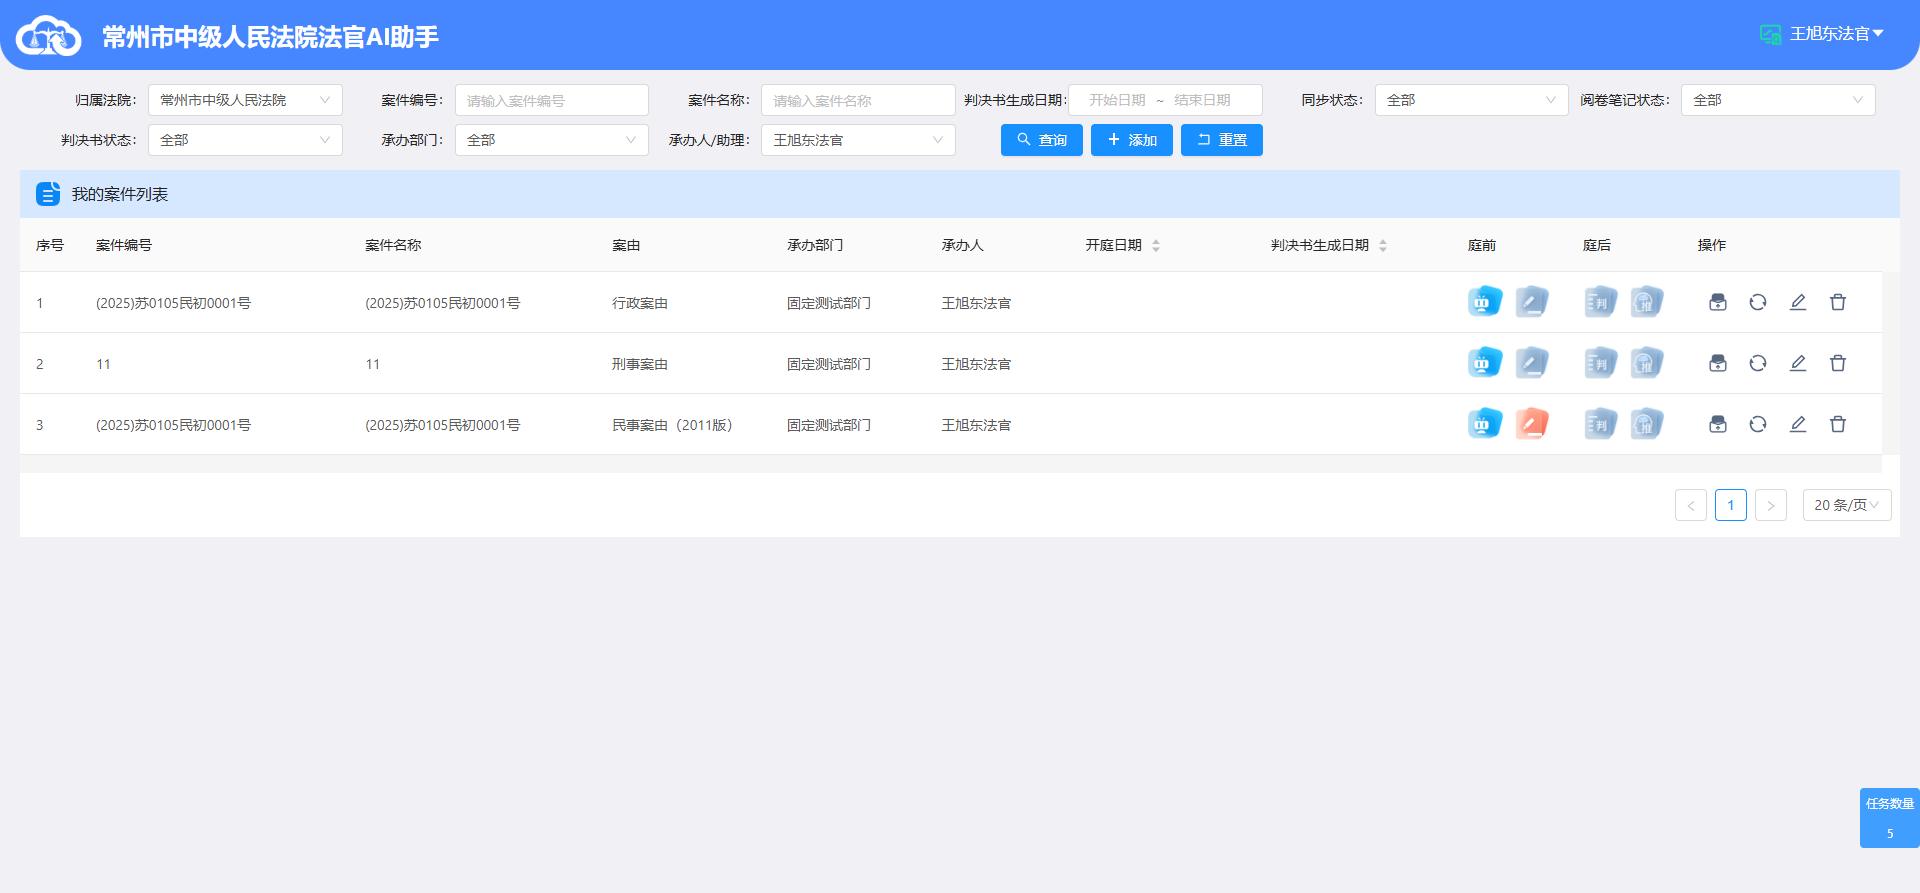 常州市中级人民法院法官AI助手
王旭东法官
归属法院: 常州市中级人民法院 案件编号: 请输入案件编号 案件名称: 请输入案件名称 判决书生成日期: 开始日期 ~ 结束日期 同步状态: 全部 阅卷笔记状态: 全部
判决书状态: 全部 承办部门: 全部 承办人/助理: 王旭东法官 查询 添加 重置
我的案件列表
序号 案件编号 案件名称 案由 承办部门 承办人 开庭日期 判决书生成日期 庭前 庭后 操作
1 (2025)苏0105民初0001号 (2025)苏0105民初0001号 行政案由 固定测试部门 王旭东法官 判 推
2 11 11 刑事案由 固定测试部门 王旭东法官 判 推
3 (2025)苏0105民初0001号 (2025)苏0105民初0001号 民事案由（2011版） 固定测试部门 王旭东法官 判 推
< 1 > 20 条/页
任务数量
5